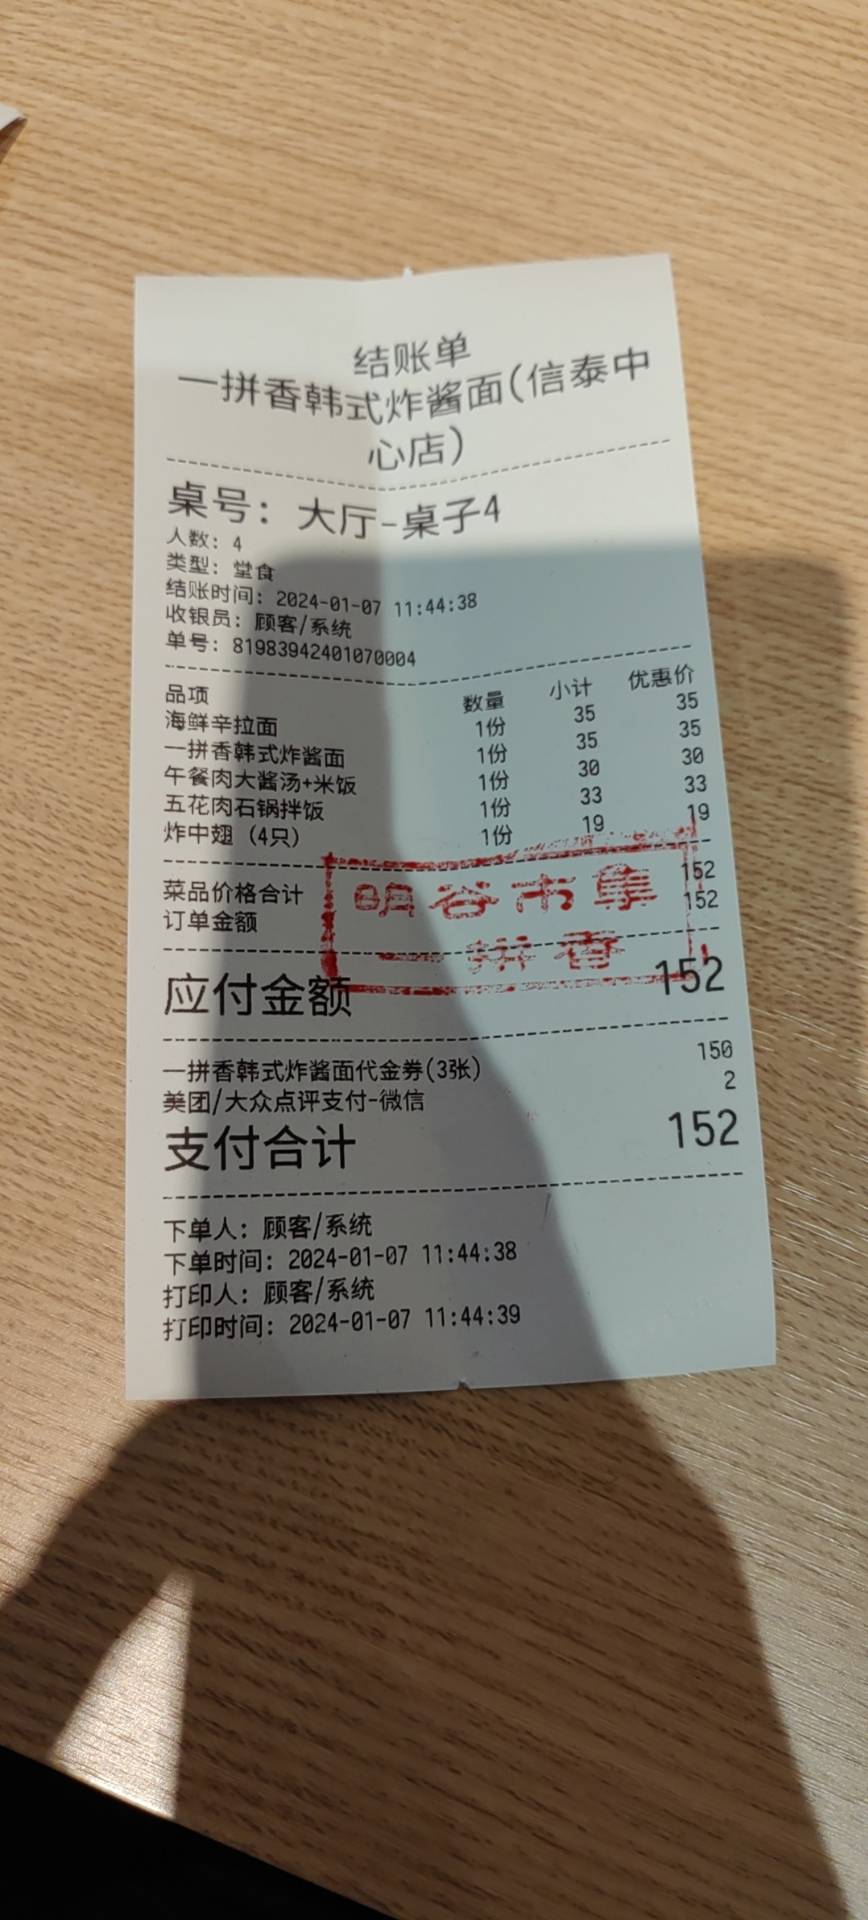 结账单
一拼香韩式炸酱面(信泰中
心店)
桌号: 大厅-桌子4
人数: 4
类型: 堂食
结账时间: 2024-01-07 11:44:38
收银员: 顾客/系统
单号: 81983942401070004
品项 数量 小计 优惠价
海鲜辛拉面 1份 35 35
一拼香韩式炸酱面 1份 35 35
午餐肉大酱汤+米饭 1份 30 30
五花肉石锅拌饭 1份 33 33
炸中翅 (4只) 1份 19 19
菜品价格合计 152
订单金额 152
明谷市集
一拼香
应付金额 152
一拼香韩式炸酱面代金券(3张) 150
美团/大众点评支付-微信 2
支付合计 152
下单人: 顾客/系统
下单时间: 2024-01-07 11:44:38
打印人: 顾客/系统
打印时间: 2024-01-07 11:44:39